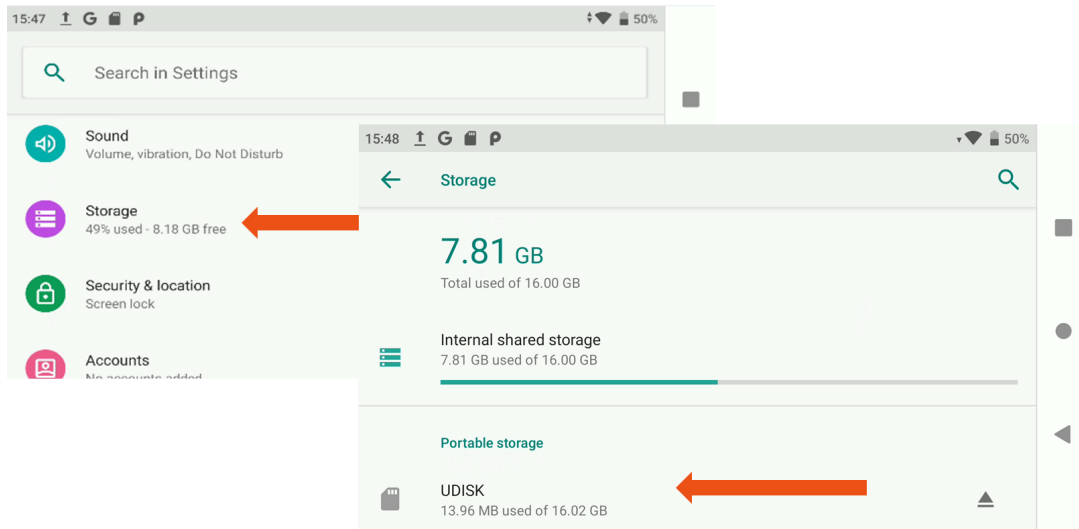 15:47 G P 50%
Search in Settings
Sound
Volume, vibration, Do Not Disturb
Storage
49% used - 8.18 GB free
Security & location
Screen lock
Accounts
No accounts added
15:48 G P 50%
Storage
7.81 GB
Total used of 16.00 GB
Internal shared storage
7.81 GB used of 16.00 GB
Portable storage
UDISK
13.96 MB used of 16.02 GB